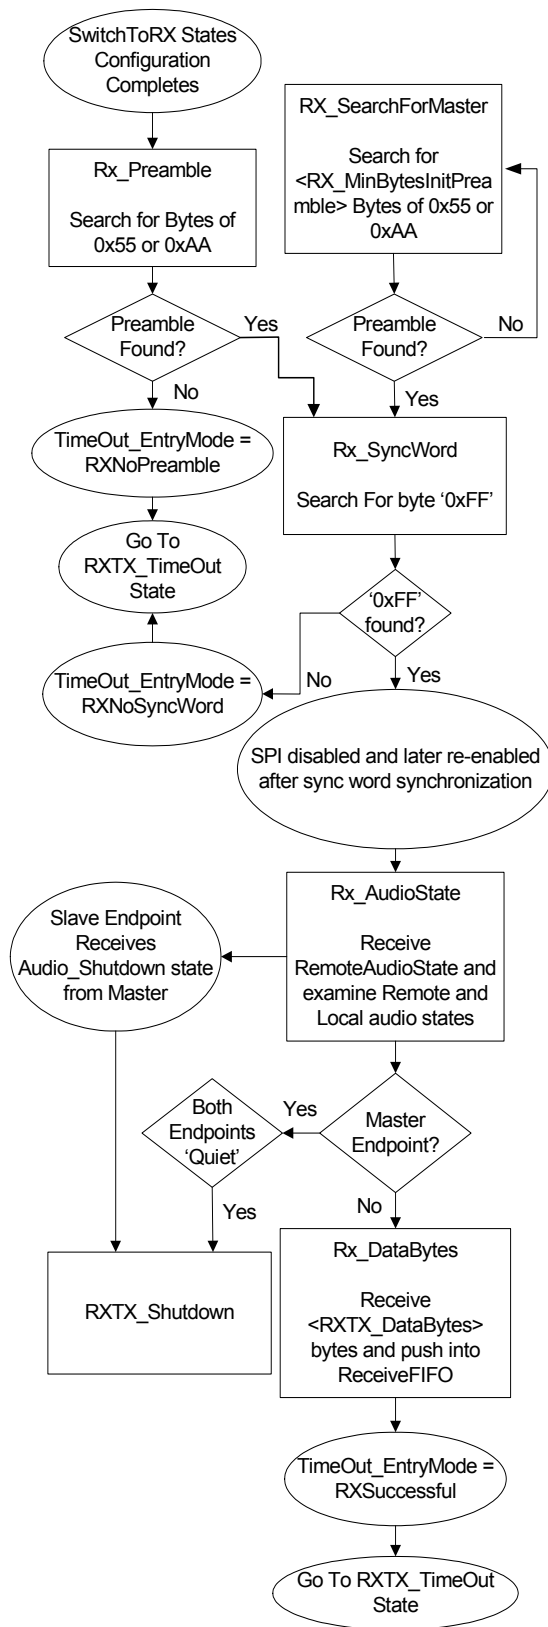 SwitchToRX States
Configuration
Completes
RX_SearchForMaster
Search for
<RX_MinBytesInitPrea
mble> Bytes of 0x55 or
0xAA
Rx_Preamble
Search for Bytes of
0x55 or 0xAA
Preamble
Found?
Yes
No
Preamble
Found?
No
Yes
TimeOut_EntryMode =
RXNoPreamble
Rx_SyncWord
Search For byte ‘0xFF’
Go To
RXTX_TimeOut
State
‘0xFF’
found?
No
Yes
TimeOut_EntryMode =
RXNoSyncWord
SPI disabled and later re-enabled
after sync word synchronization
Rx_AudioState
Receive
RemoteAudioState and
examine Remote and
Local audio states
Slave Endpoint
Receives
Audio_Shutdown state
from Master
Both
Endpoints
‘Quiet’
Yes
Master
Endpoint?
Yes
No
RXTX_Shutdown
Rx_DataBytes
Receive
<RXTX_DataBytes>
bytes and push into
ReceiveFIFO
TimeOut_EntryMode =
RXSuccessful
Go To RXTX_TimeOut
State